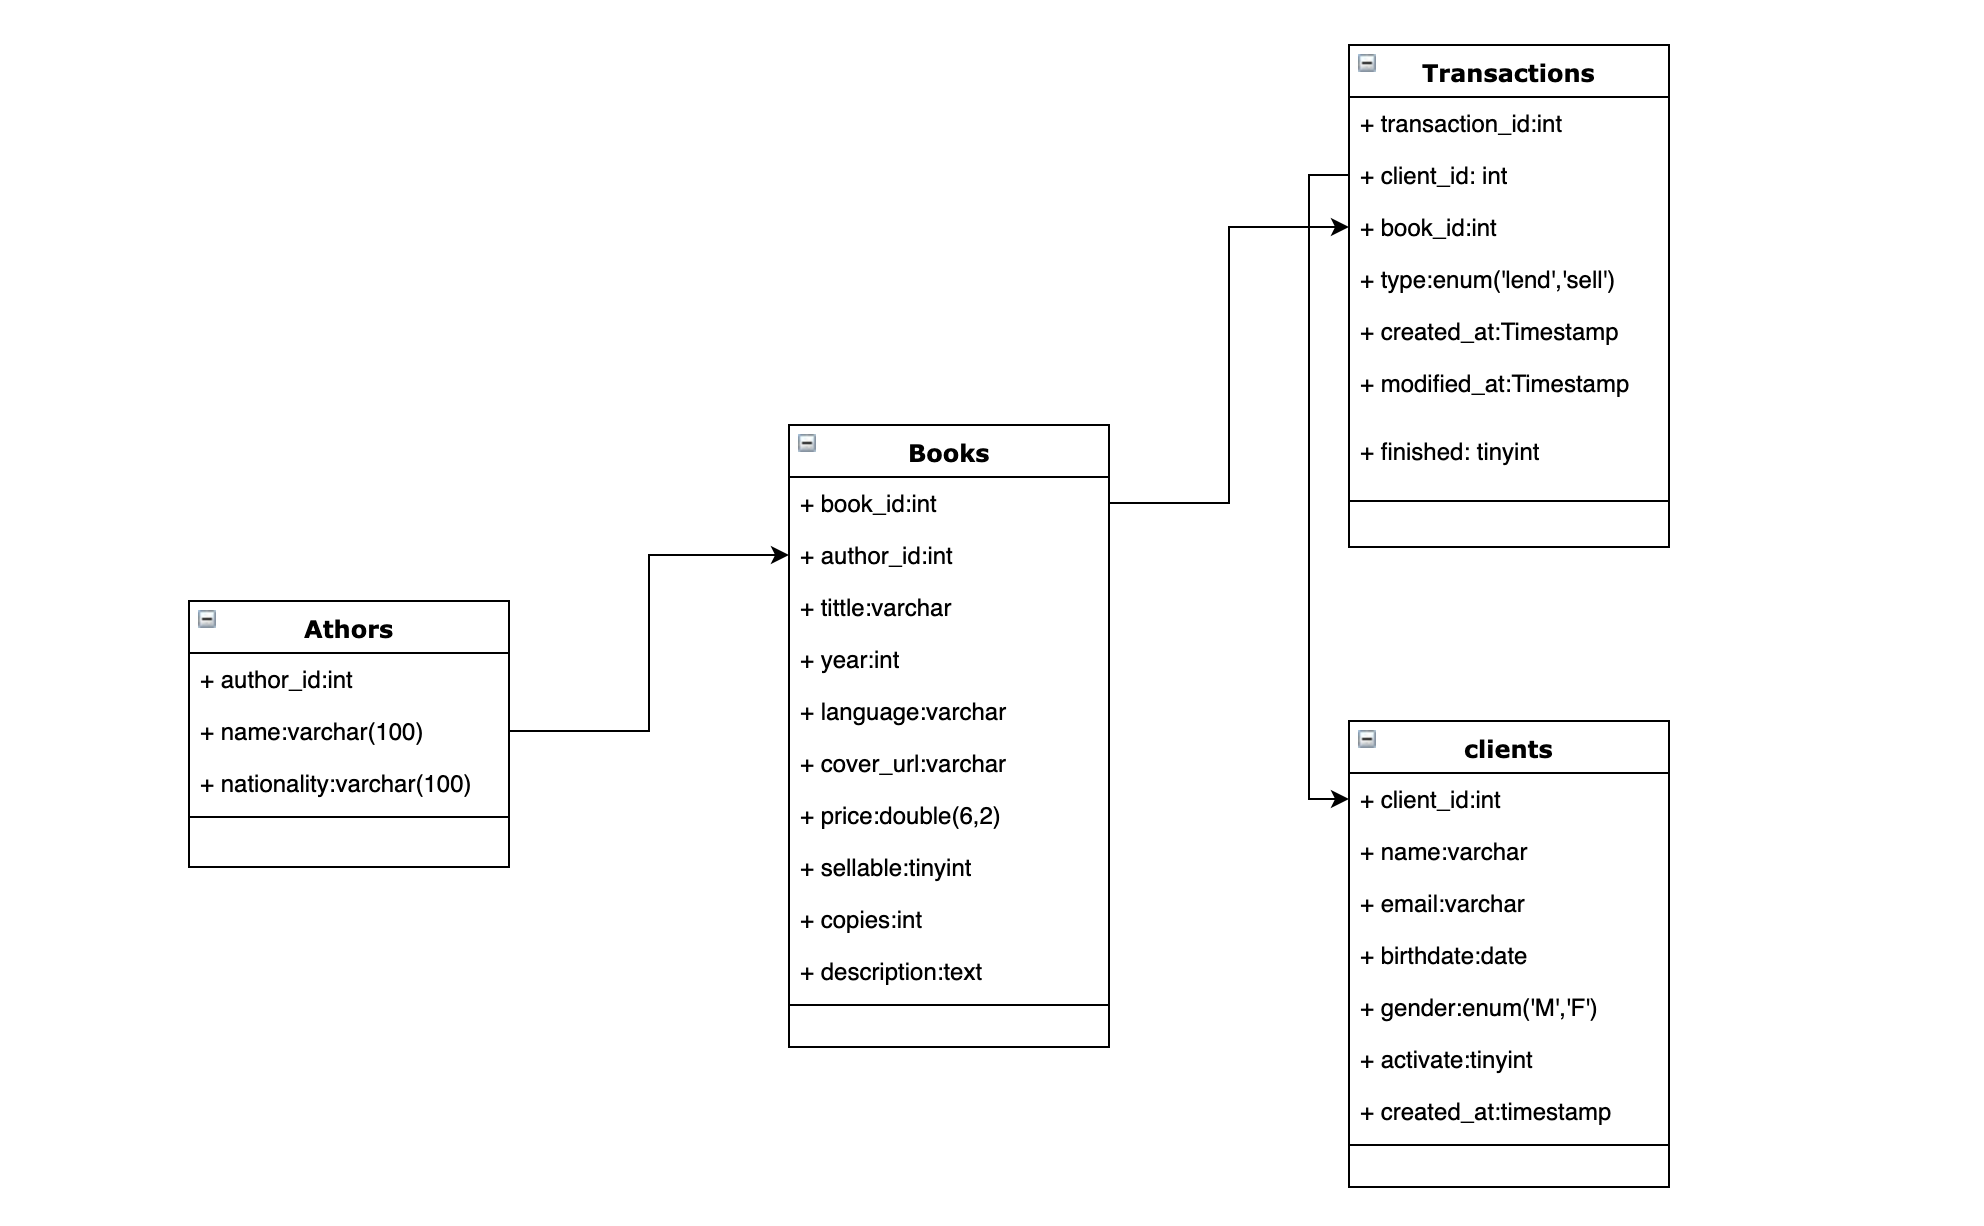 Transactions
+ transaction_id:int
+ client_id: int
+ book_id:int
+ type:enum('lend','sell')
+ created_at:Timestamp
+ modified_at:Timestamp
+ finished: tinyint
Books
+ book_id:int
+ author_id:int
+ tittle:varchar
+ year:int
+ language:varchar
+ cover_url:varchar
+ price:double(6,2)
+ sellable:tinyint
+ copies:int
+ description:text
Athors
+ author_id:int
+ name:varchar(100)
+ nationality:varchar(100)
clients
+ client_id:int
+ name:varchar
+ email:varchar
+ birthdate:date
+ gender:enum('M','F')
+ activate:tinyint
+ created_at:timestamp